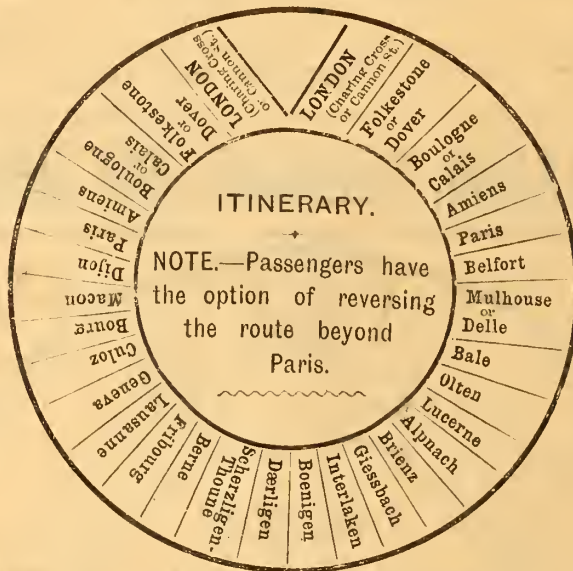 LONDON
(Charing Cross
or Cannon St.)
Folkestone
or
Dover
Boulogne
or
Calais
Amiens
Paris
Belfort
Mulhouse
or
Delle
Bale
Olten
Lucerne
Alpnach
Brienz
Giessbach
Interlaken
Boenigen
Dærligen
Scherzligen-
Thoune
Berne
Fribourg
Lausanne
Geneva
Culoz
Bourg
Macon
Dijon
Paris
Amiens
Boulogne
or
Calais
Folkestone
or
Dover
LONDON
(Charing Cross
or Cannon St.)
ITINERARY.
NOTE.—Passengers have
the option of reversing
the route beyond
Paris.